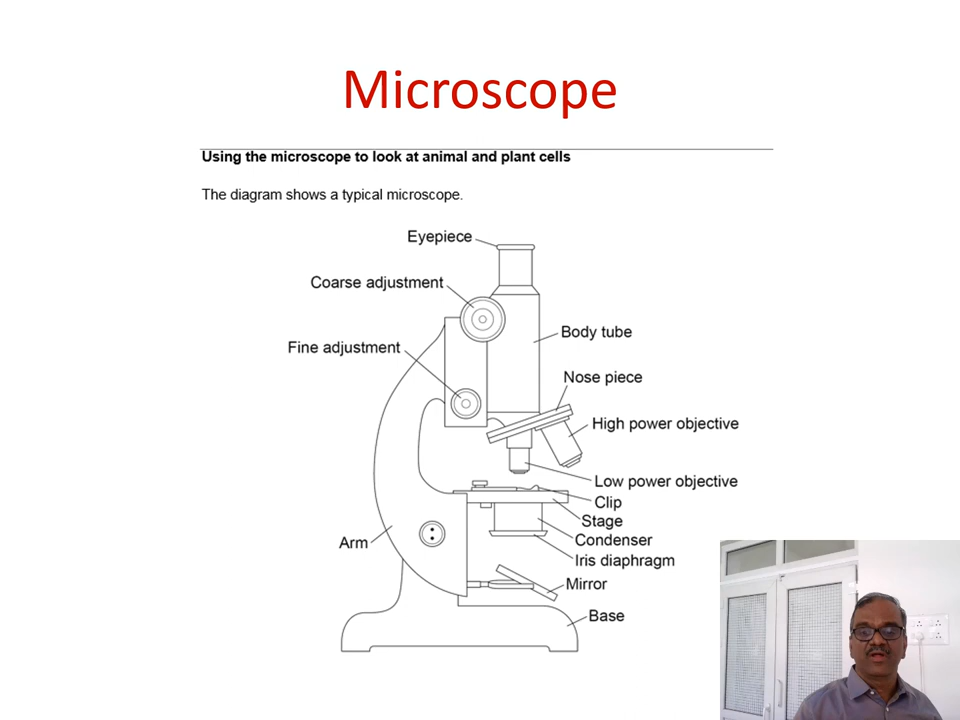 Microscope
Using the microscope to look at animal and plant cells
The diagram shows a typical microscope.
Eyepiece
Coarse adjustment
Body tube
Fine adjustment
Nose piece
High power objective
Low power objective
Clip
Stage
Condenser
Arm
Iris diaphragm
Mirror
Base